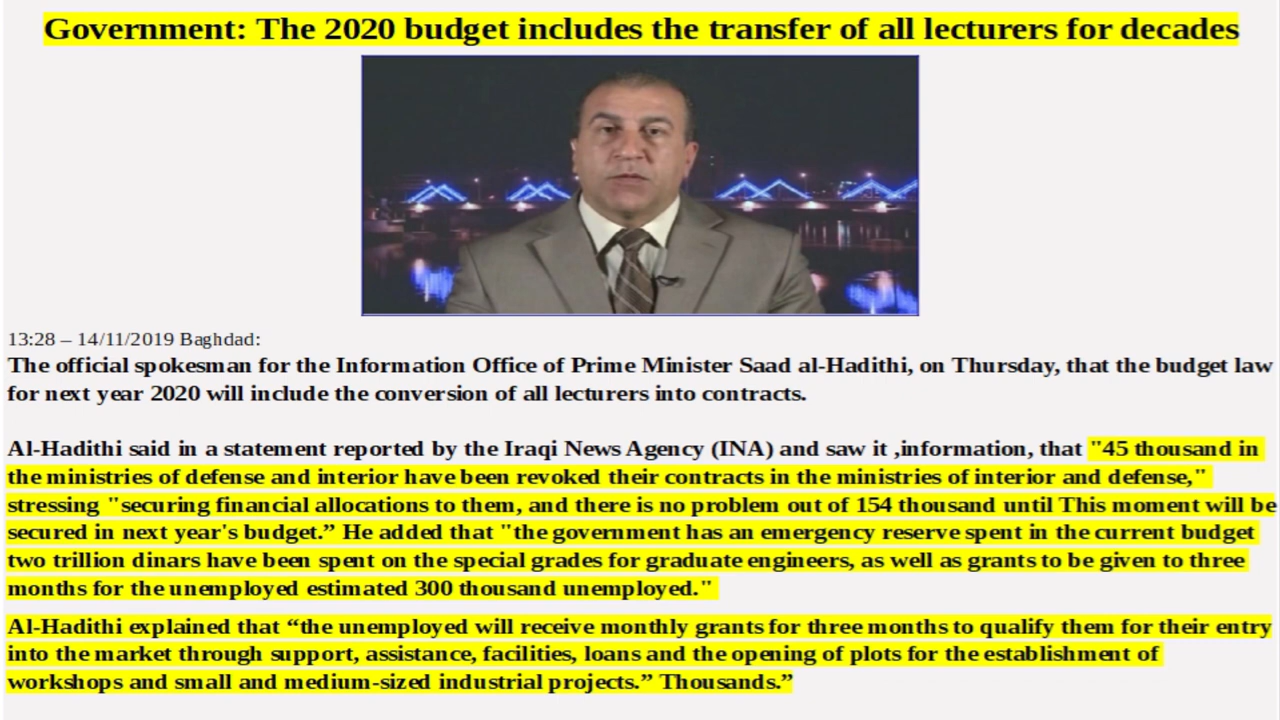 Government: The 2020 budget includes the transfer of all lecturers for decades
13:28 – 14/11/2019 Baghdad:
The official spokesman for the Information Office of Prime Minister Saad al-Hadithi, on Thursday, that the budget law
for next year 2020 will include the conversion of all lecturers into contracts.
Al-Hadithi said in a statement reported by the Iraqi News Agency (INA) and saw it ,information, that "45 thousand in
the ministries of defense and interior have been revoked their contracts in the ministries of interior and defense,"
stressing "securing financial allocations to them, and there is no problem out of 154 thousand until This moment will be
secured in next year's budget.” He added that "the government has an emergency reserve spent in the current budget
two trillion dinars have been spent on the special grades for graduate engineers, as well as grants to be given to three
months for the unemployed estimated 300 thousand unemployed."
Al-Hadithi explained that “the unemployed will receive monthly grants for three months to qualify them for their entry
into the market through support, assistance, facilities, loans and the opening of plots for the establishment of
workshops and small and medium-sized industrial projects.” Thousands.”